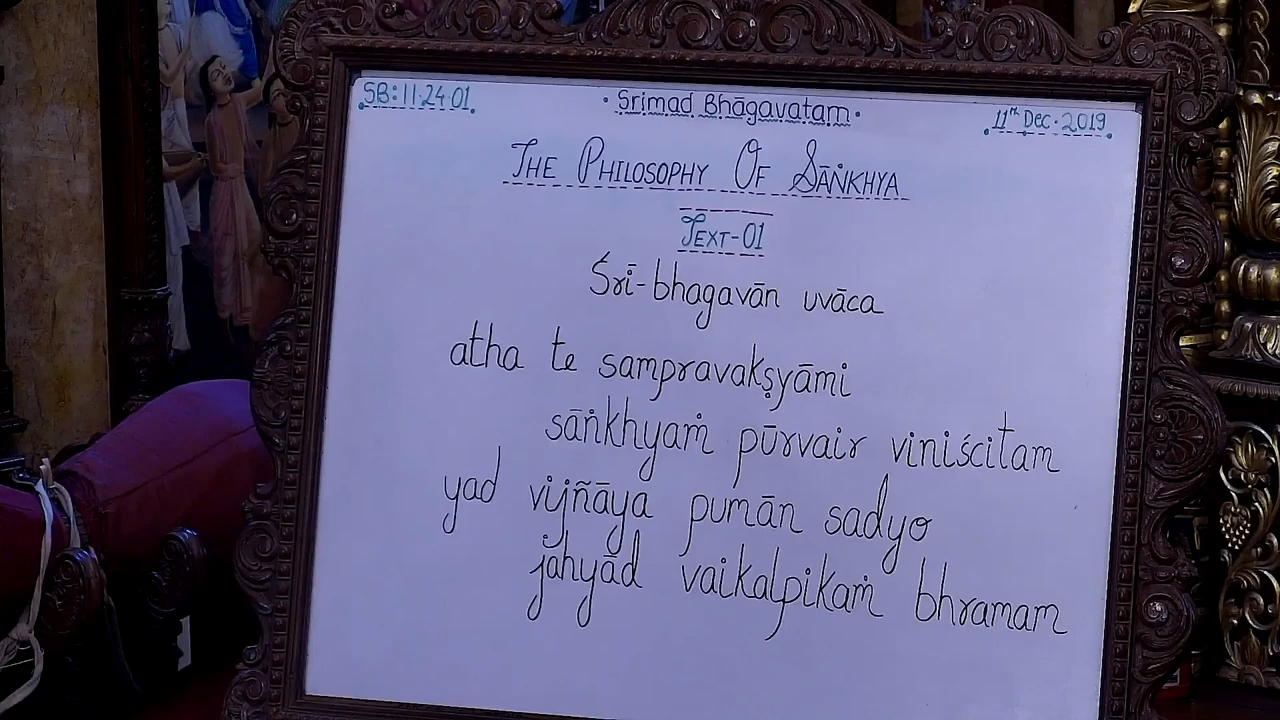 SB:11.24.01.
· Srimad Bhāgavatam ·
11th Dec. 2019
THE PHILOSOPHY OF SĀṄKHYA
TEXT-01
Śrī-bhagavān uvāca
atha te sampravakṣyāmi
sāṅkhyaṁ pūrvair viniścitam
yad vijñāya pumān sadyo
jahyād vaikalpikaṁ bhramam